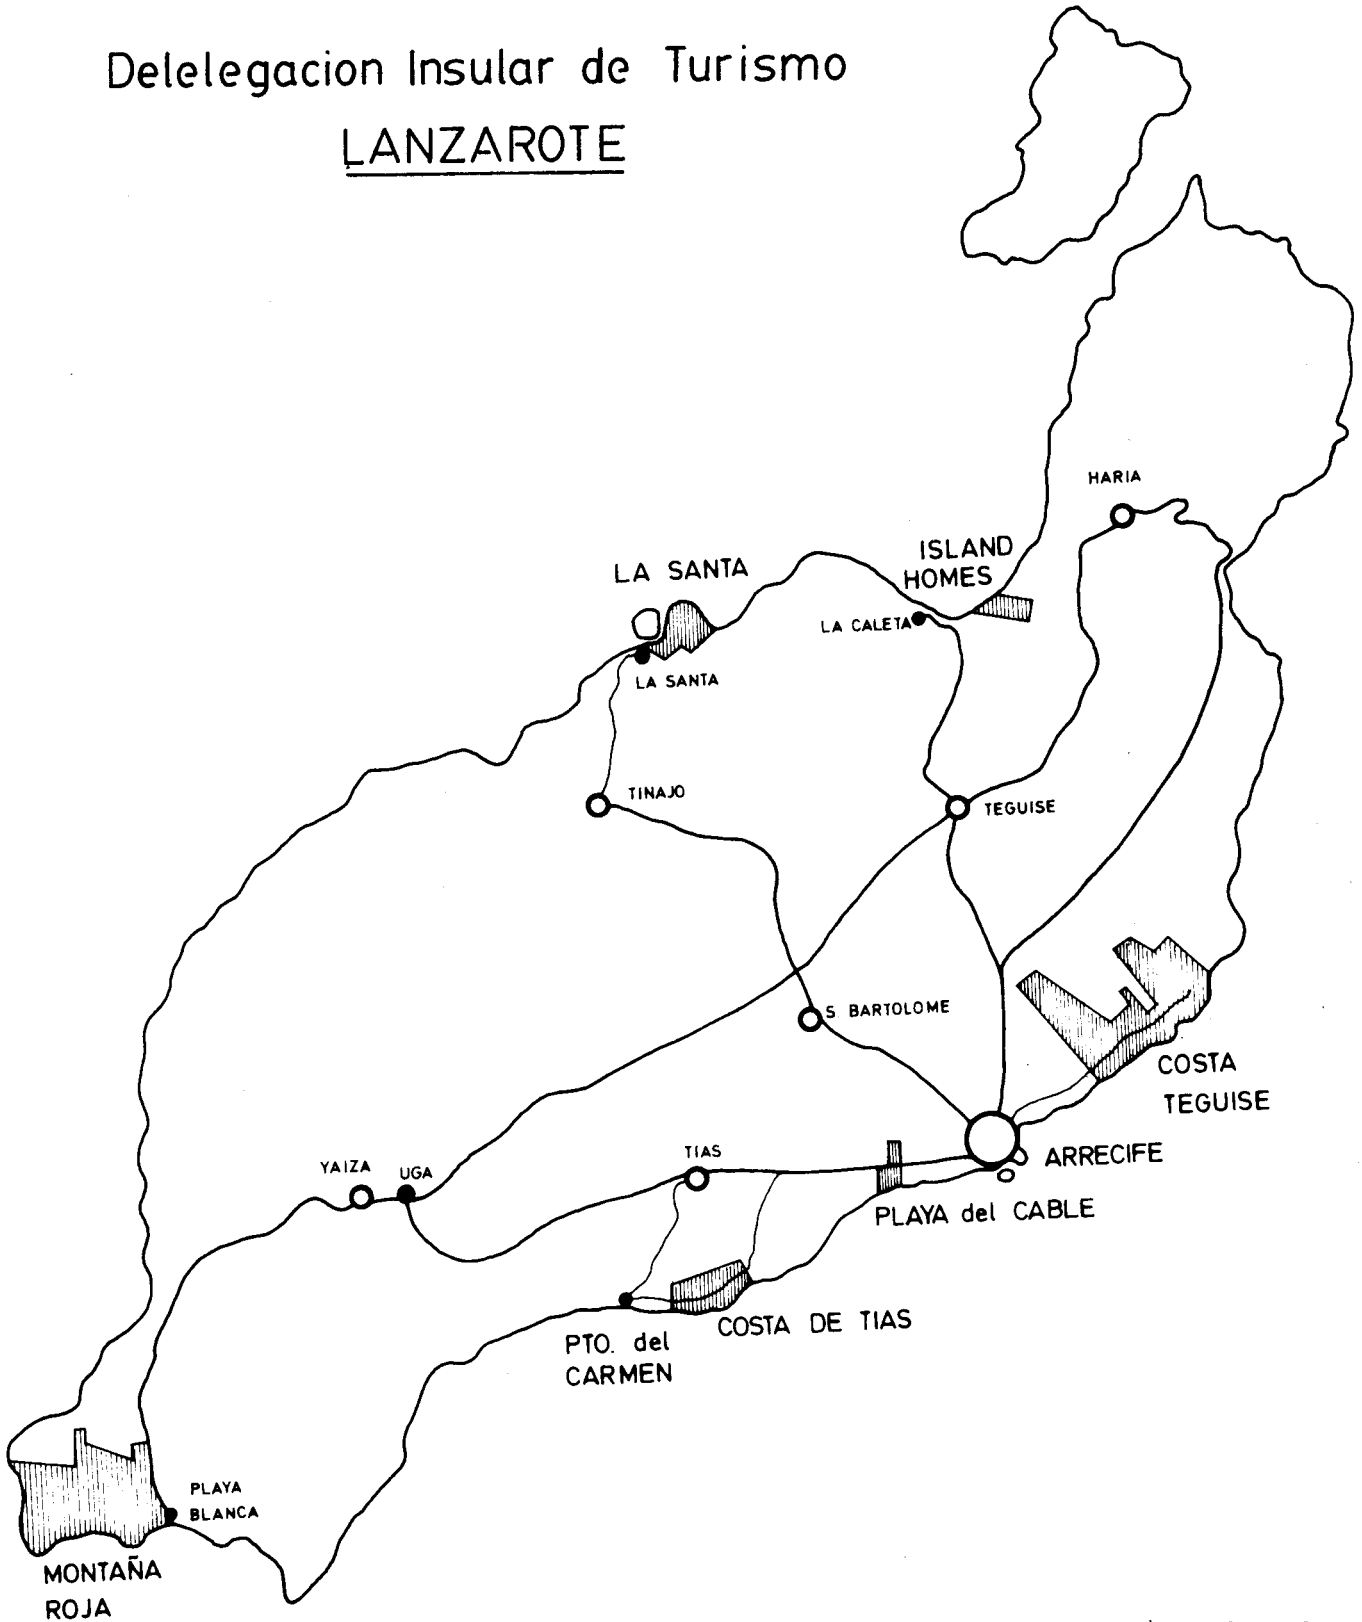 Delelegacion Insular de Turismo
LANZAROTE
HARIA
ISLAND
HOMES
LA SANTA
LA CALETA
LA SANTA
TINAJO
TEGUISE
S. BARTOLOME
COSTA
TEGUISE
TIAS
ARRECIFE
YAIZA
UGA
PLAYA del CABLE
COSTA DE TIAS
PTO. del
CARMEN
PLAYA
BLANCA
MONTAÑA
ROJA